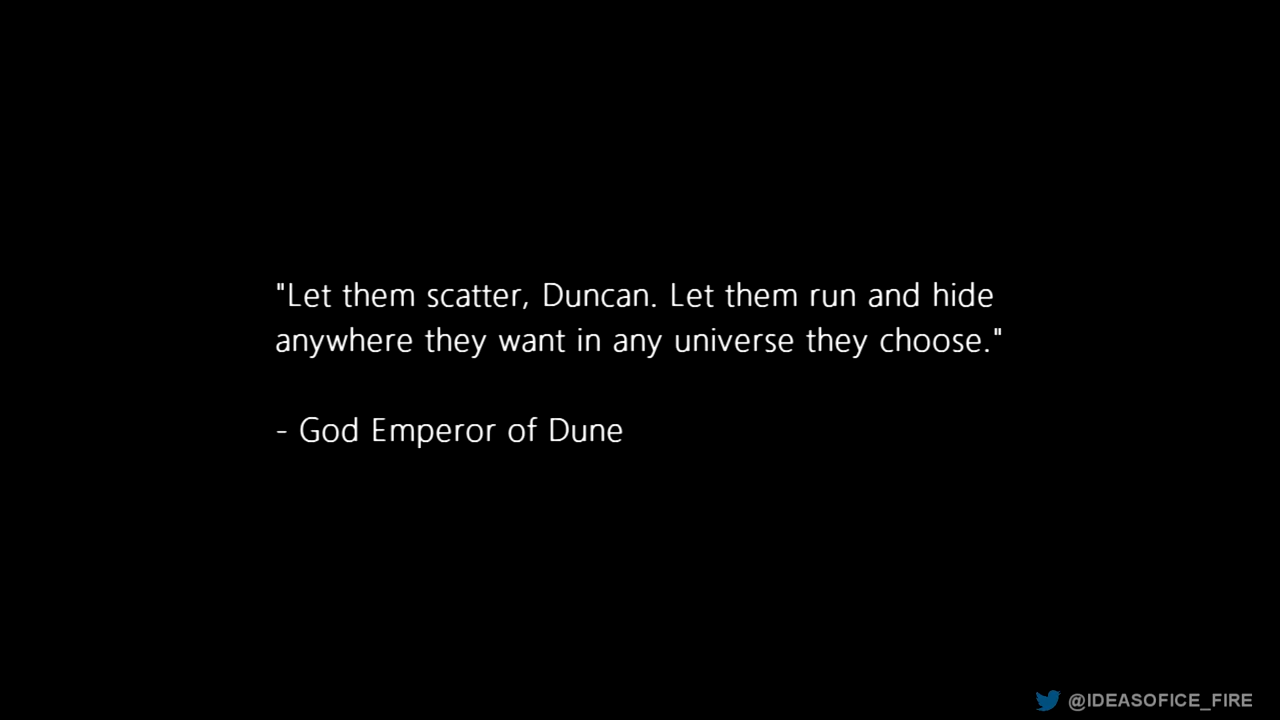 "Let them scatter, Duncan. Let them run and hide
anywhere they want in any universe they choose."
- God Emperor of Dune
@IDEASOFICE_FIRE